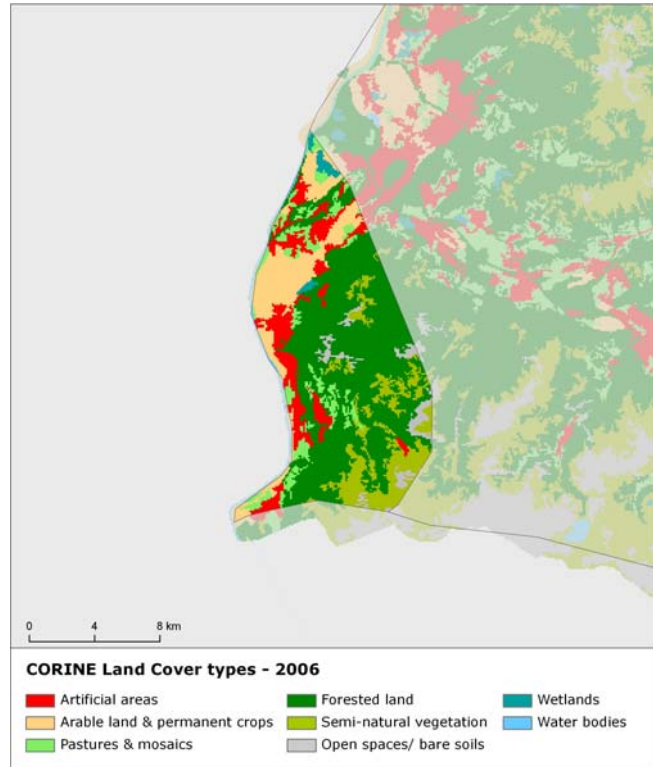 0 4 8 km
CORINE Land Cover types - 2006
Artificial areas Forested land Wetlands
Arable land & permanent crops Semi-natural vegetation Water bodies
Pastures & mosaics Open spaces/ bare soils